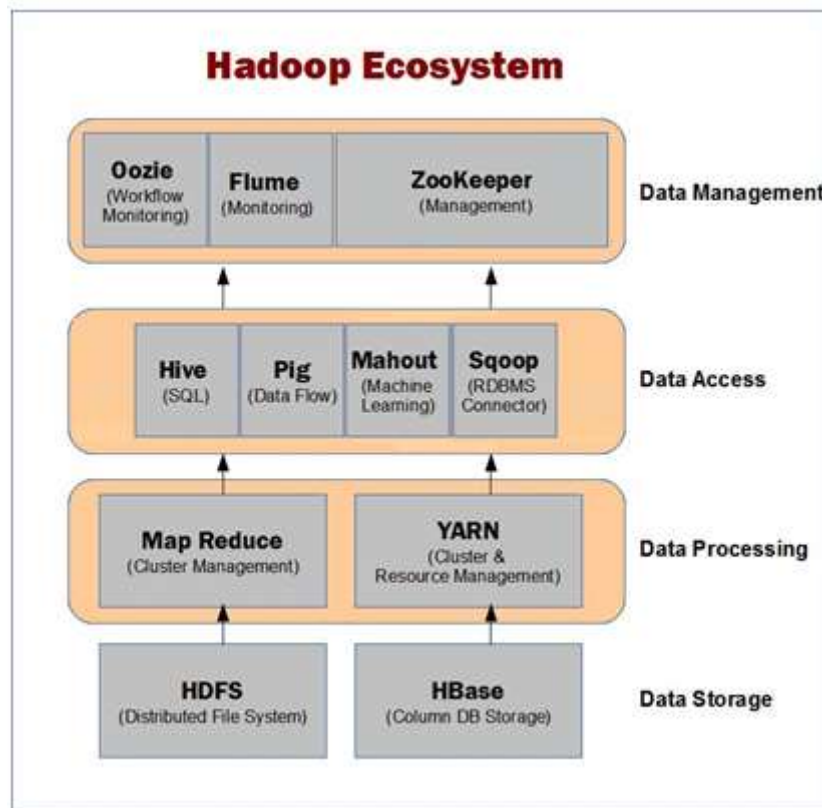 Hadoop Ecosystem
Oozie
(Workflow
Monitoring)
Flume
(Monitoring)
ZooKeeper
(Management)
Data Management
Hive
(SQL)
Pig
(Data Flow)
Mahout
(Machine
Learning)
Sqoop
(RDBMS
Connector)
Data Access
Map Reduce
(Cluster Management)
YARN
(Cluster &
Resource Management)
Data Processing
HDFS
(Distributed File System)
HBase
(Column DB Storage)
Data Storage